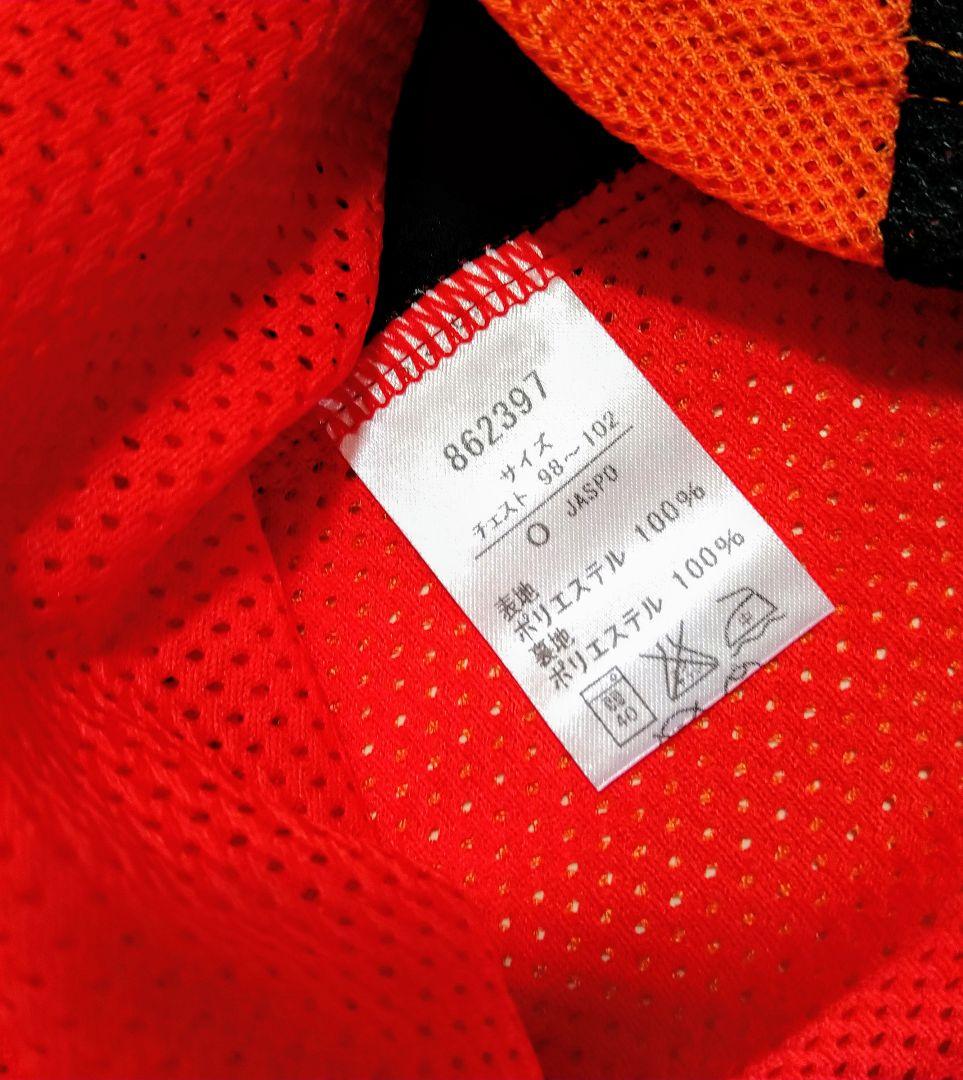 862397
サイズ
チェスト 98～102
O JASPO
表地
ポリエステル 100%
裏地
ポリエステル 100%
弱
40